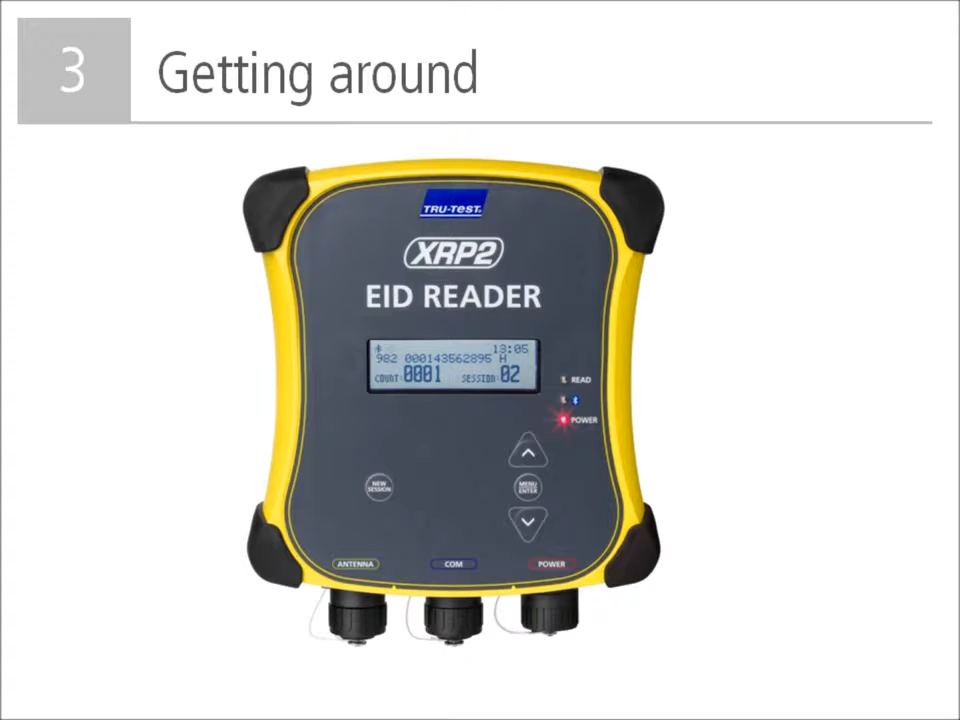 3
Getting around
TRU-TEST
XRP2
EID READER
13:05
982 000143562895 H
COUNT:0001 SESSION:02
READ
POWER
NEW
SESSION
MENU
ENTER
ANTENNA
COM
POWER